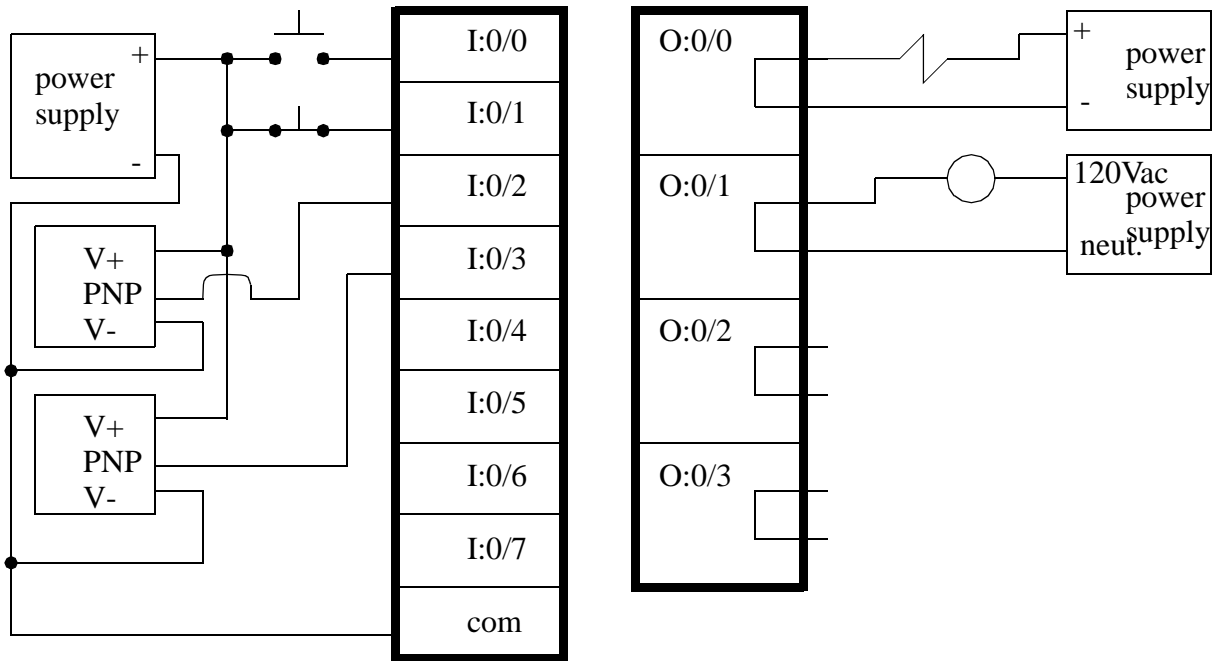 +
power
supply
-
V+
PNP
V-
V+
PNP
V-
I:0/0
I:0/1
I:0/2
I:0/3
I:0/4
I:0/5
I:0/6
I:0/7
com
O:0/0
O:0/1
O:0/2
O:0/3
+
power
supply
-
120Vac
power
supply
neut.